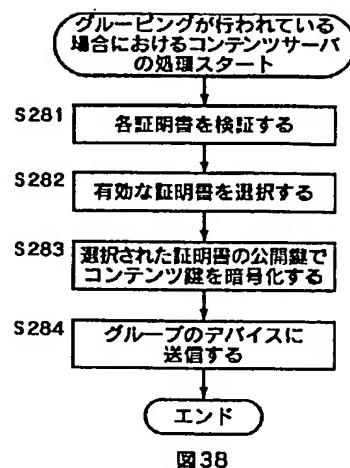 グルーピングが行われている
場合におけるコンテンツサーバ
の処理スタート
S281
各証明書を検証する
S282
有効な証明書を選択する
S283
選択された証明書の公開鍵で
コンテンツ鍵を暗号化する
S284
グループのデバイスに
送信する
エンド
図38